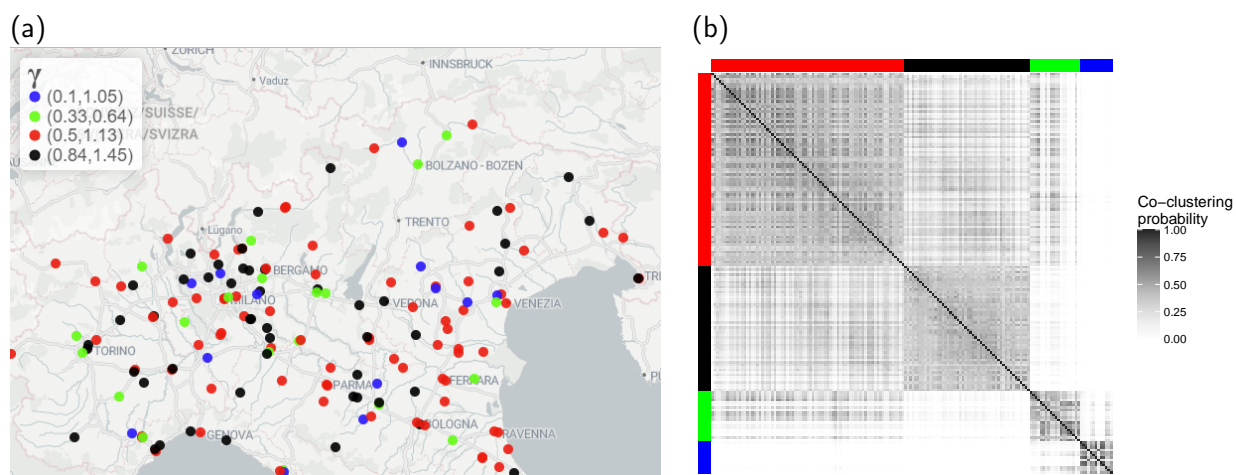 (a)
(b)
ZÜRICH
INNSBRUCK
Vaduz
γ
(0.1,1.05)
(0.33,0.64)
(0.5,1.13)
(0.84,1.45)
/SUISSE/
/SVIZRA
BOLZANO - BOZEN
TRENTO
Lugano
BERGAMO
MILANO
VERONA
VENEZIA
TR
TORINO
PARMA
FERRARA
BOLOGNA
RAVENNA
GENOVA
Co−clustering
probability
1.00
0.75
0.50
0.25
0.00